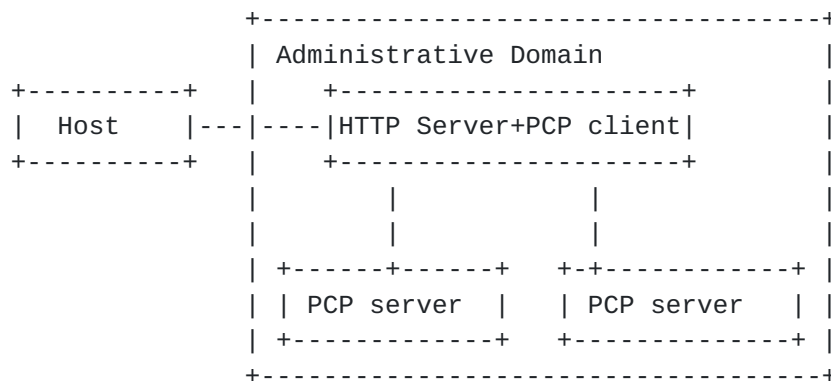 Administrative Domain
Host HTTP Server+PCP client
PCP server PCP server